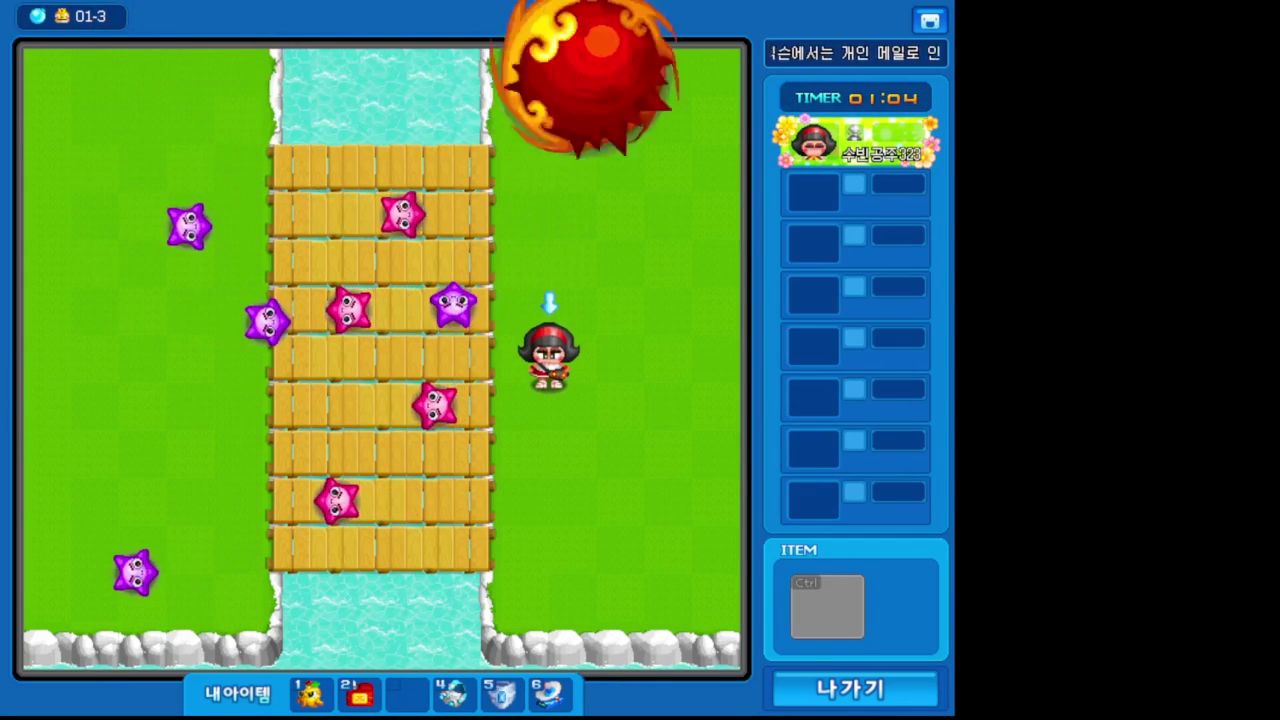 01-3
슨에서는 개인 메일로 인
TIMER 01:04
수빈공주323
ITEM
Ctrl
내아이템
1
2
4
5
6
나가기